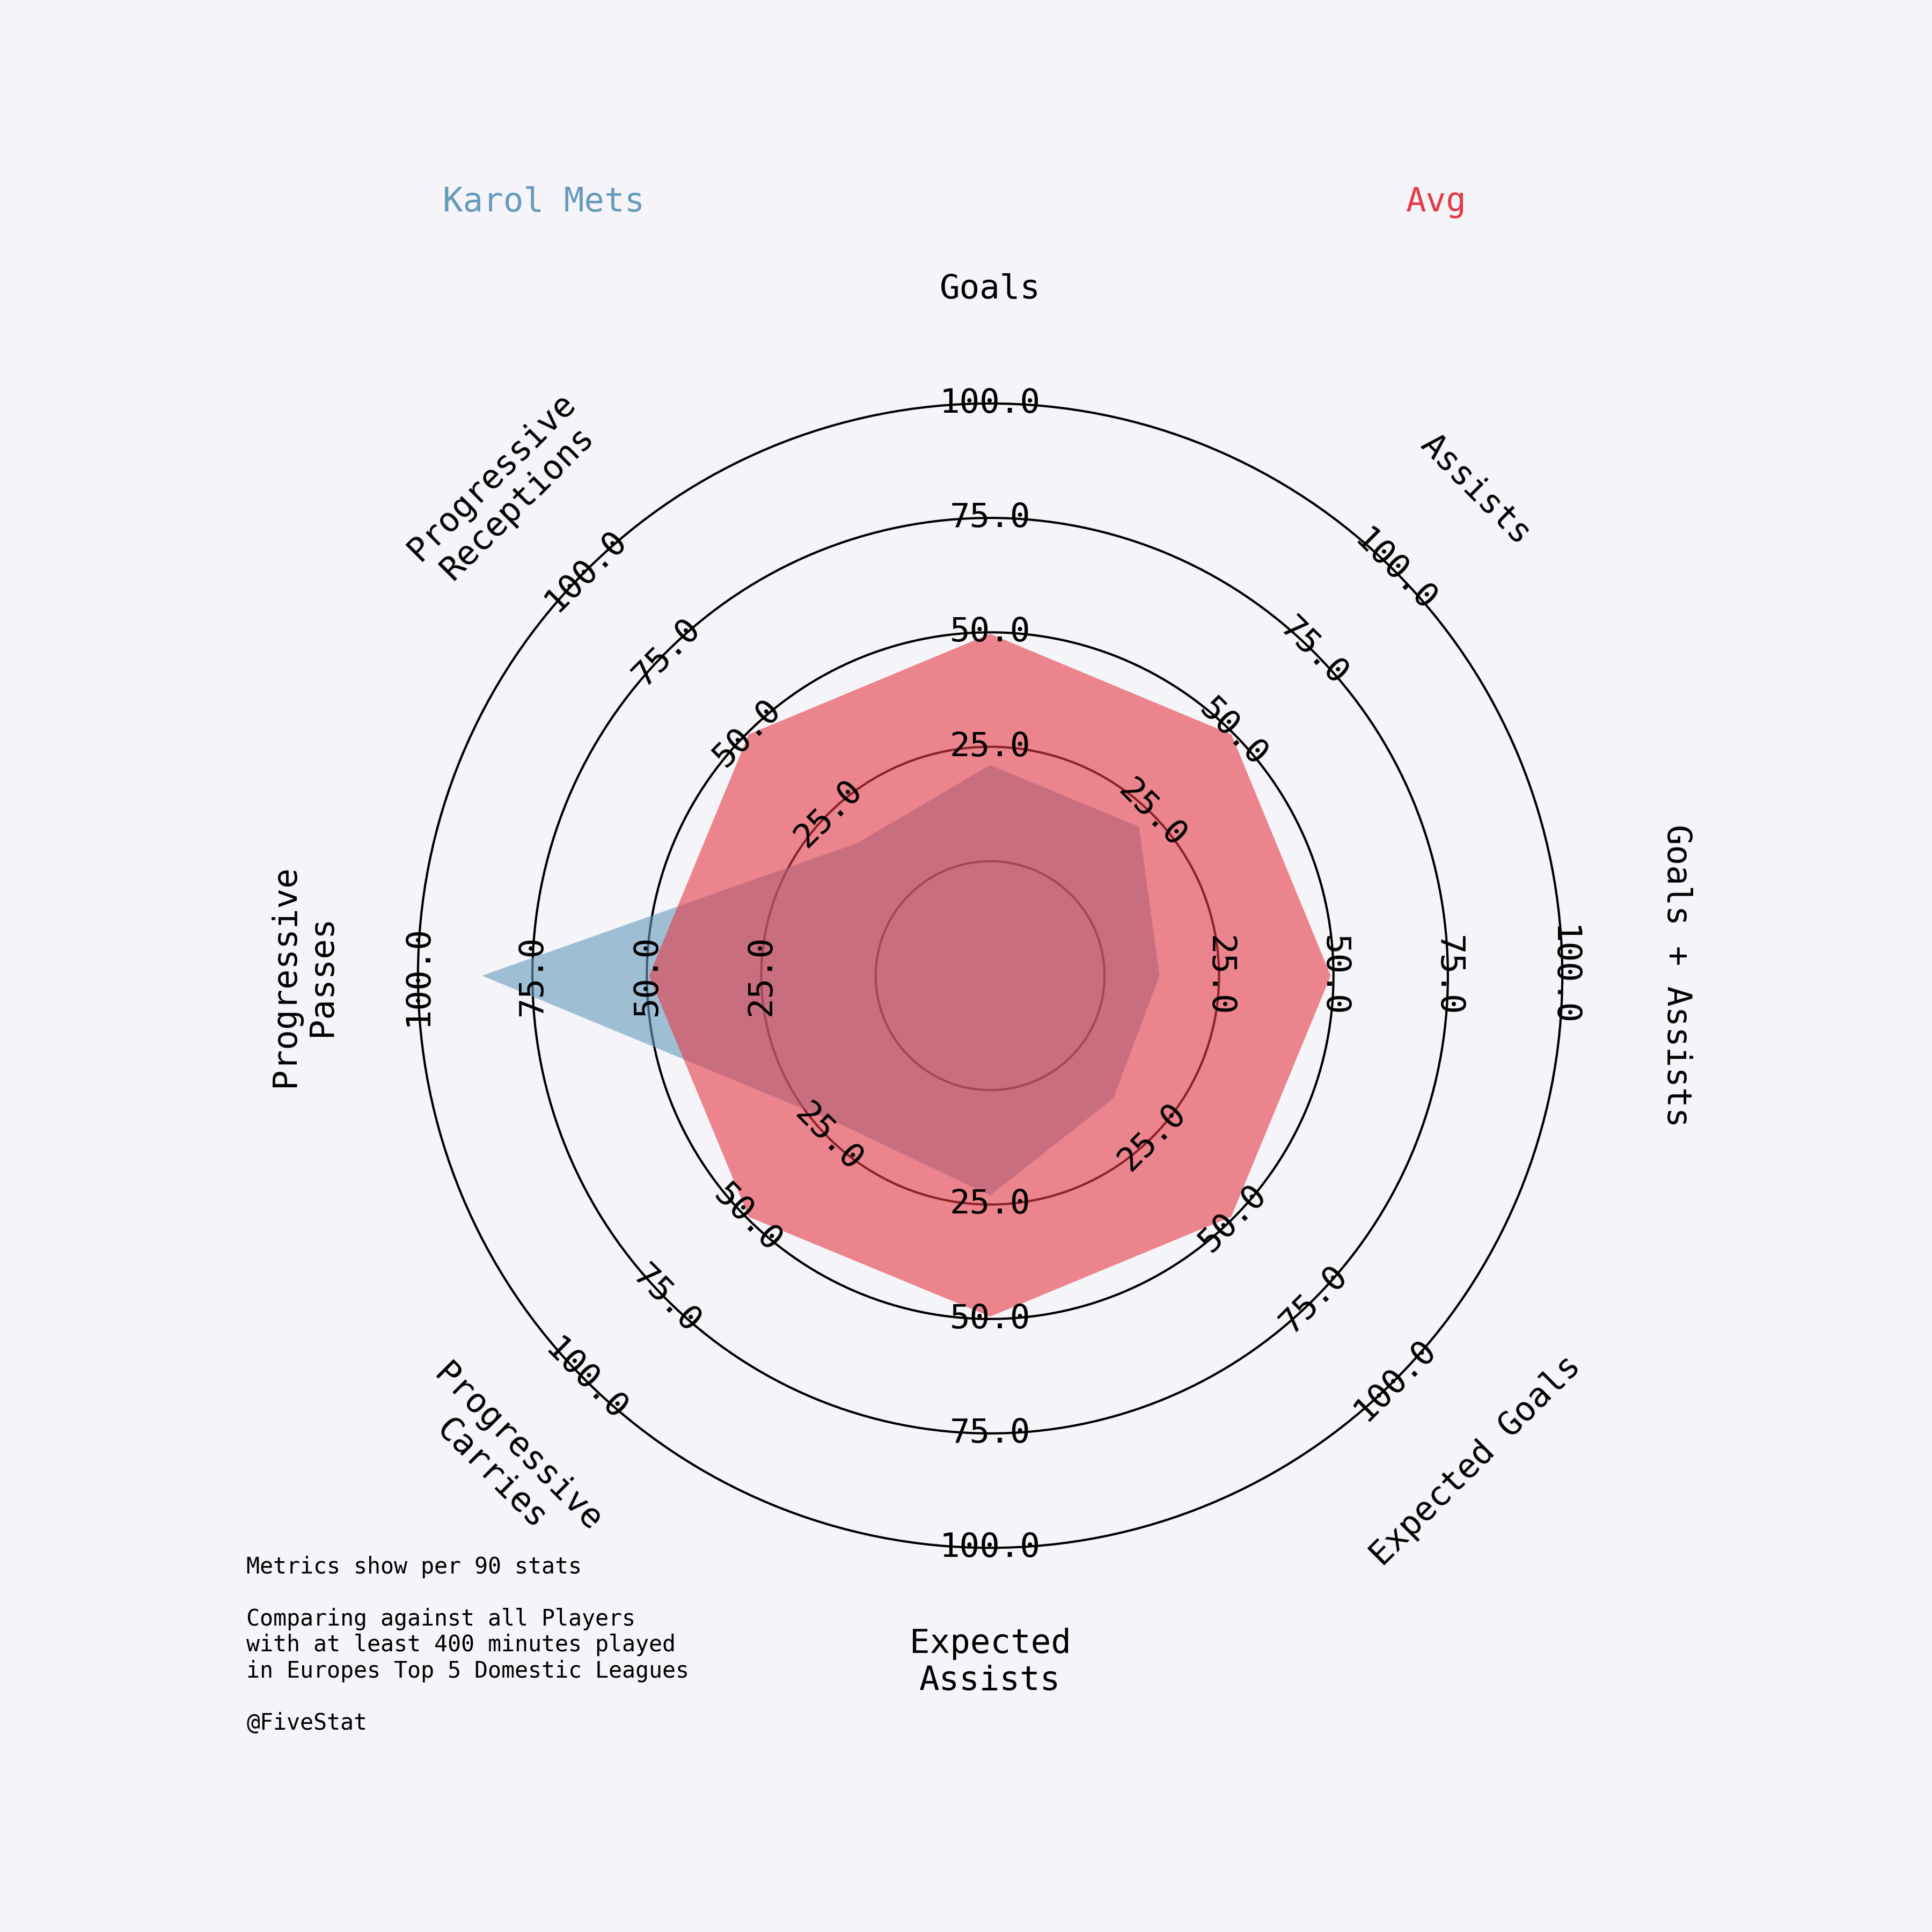 Karol Mets
Avg
Goals
Assists
Goals + Assists
Expected Goals
Expected
Assists
Progressive
Carries
Progressive
Passes
Progressive
Receptions
25.0
50.0
75.0
100.0
25.0
50.0
75.0
100.0
25.0
50.0
75.0
100.0
25.0
50.0
75.0
100.0
25.0
50.0
75.0
100.0
25.0
50.0
75.0
100.0
25.0
50.0
75.0
100.0
25.0
50.0
75.0
100.0
Metrics show per 90 stats
Comparing against all Players
with at least 400 minutes played
in Europes Top 5 Domestic Leagues
@FiveStat